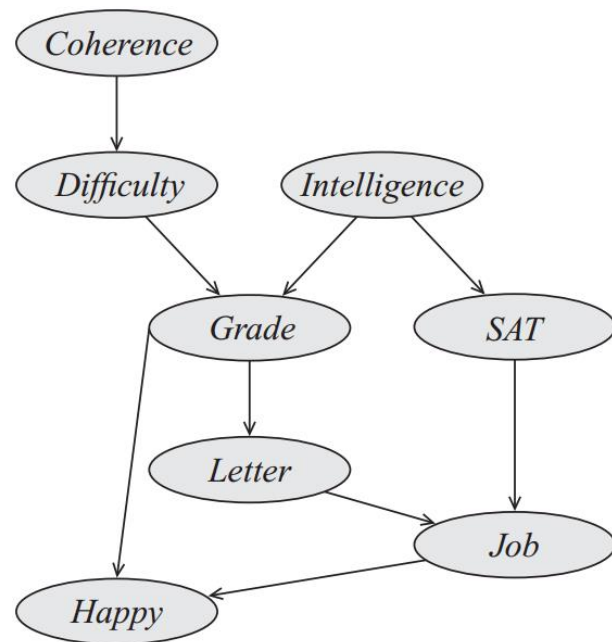 Coherence
Difficulty
Intelligence
Grade
SAT
Letter
Job
Happy